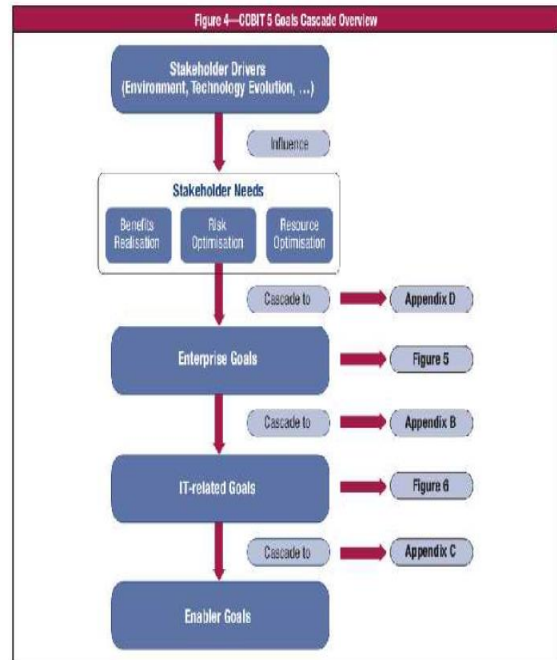 Figure 4—COBIT 5 Goals Cascade Overview
Stakeholder Drivers
(Environment, Technology Evolution, …)
Influence
Stakeholder Needs
Benefits
Realisation
Risk
Optimisation
Resource
Optimisation
Cascade to
Appendix D
Enterprise Goals
Figure 5
Cascade to
Appendix B
IT-related Goals
Figure 6
Cascade to
Appendix C
Enabler Goals